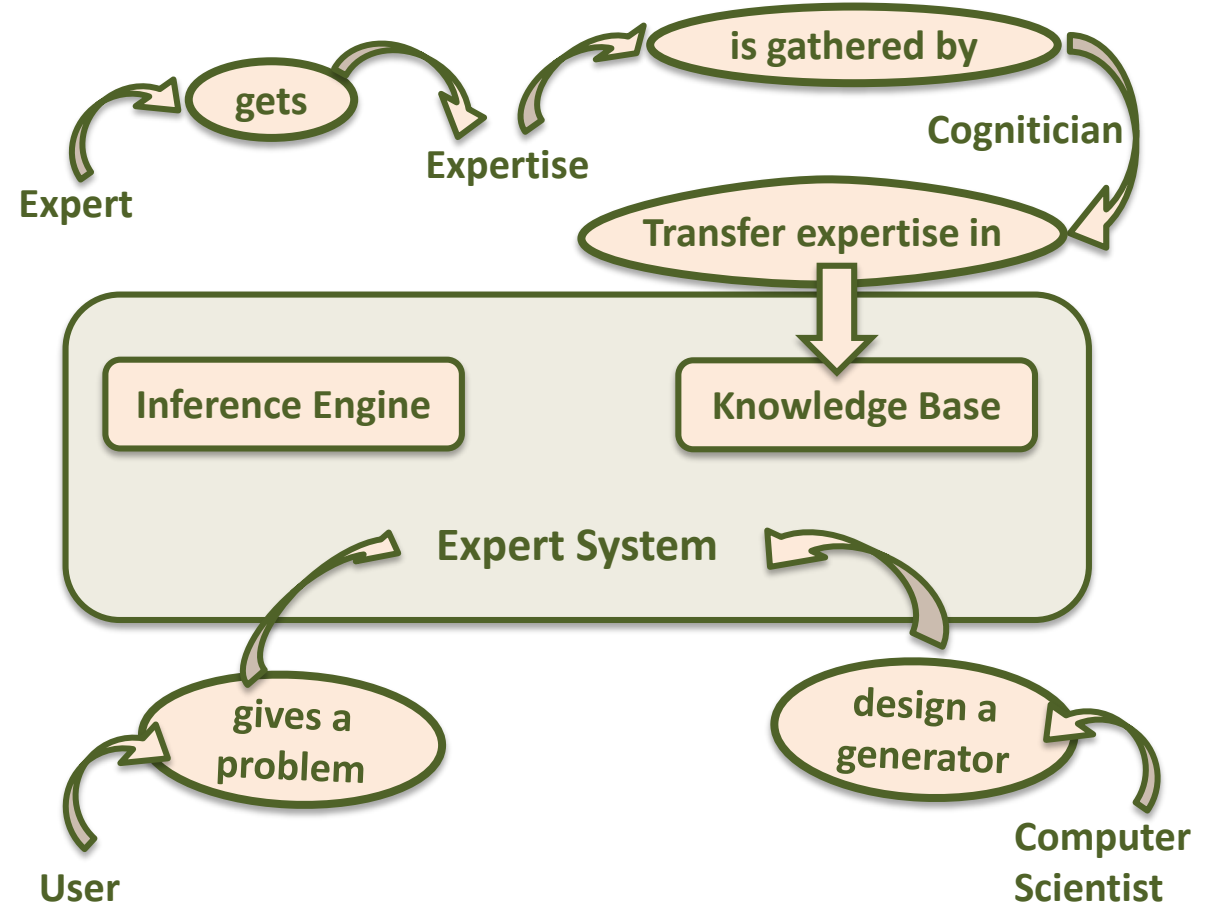 is gathered by
gets
Cognitician
Expertise
Expert
Transfer expertise in
Inference Engine
Knowledge Base
Expert System
gives a
problem
design a
generator
User
Computer
Scientist